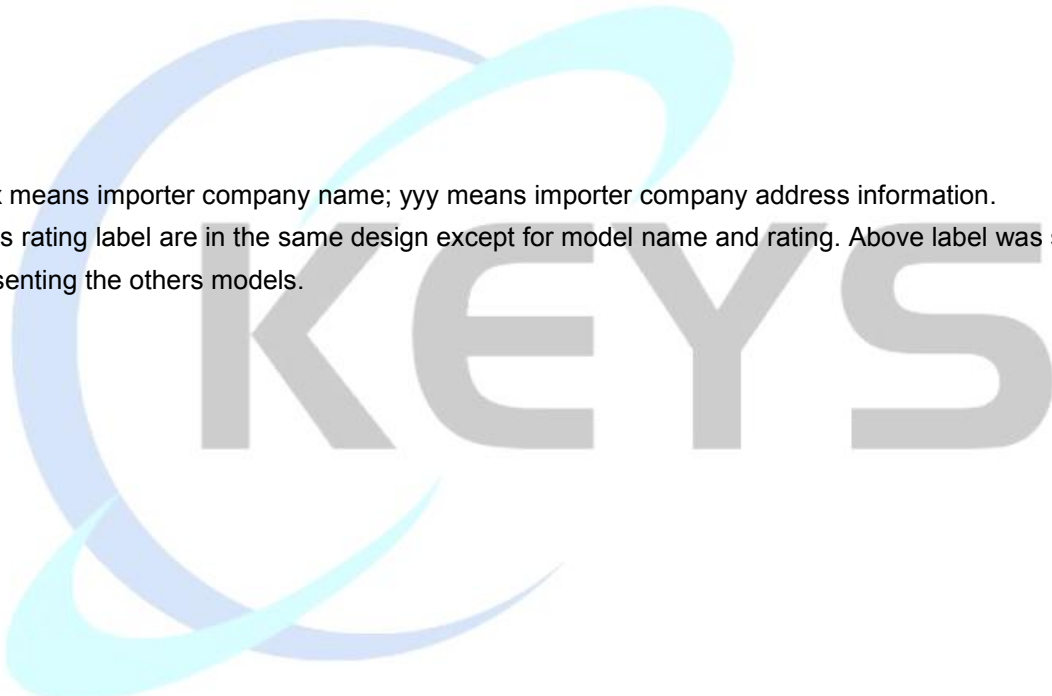 means importer company name; yyy means importer company address information.
s rating label are in the same design except for model name and rating. Above label was
senting the others models.
KEYS